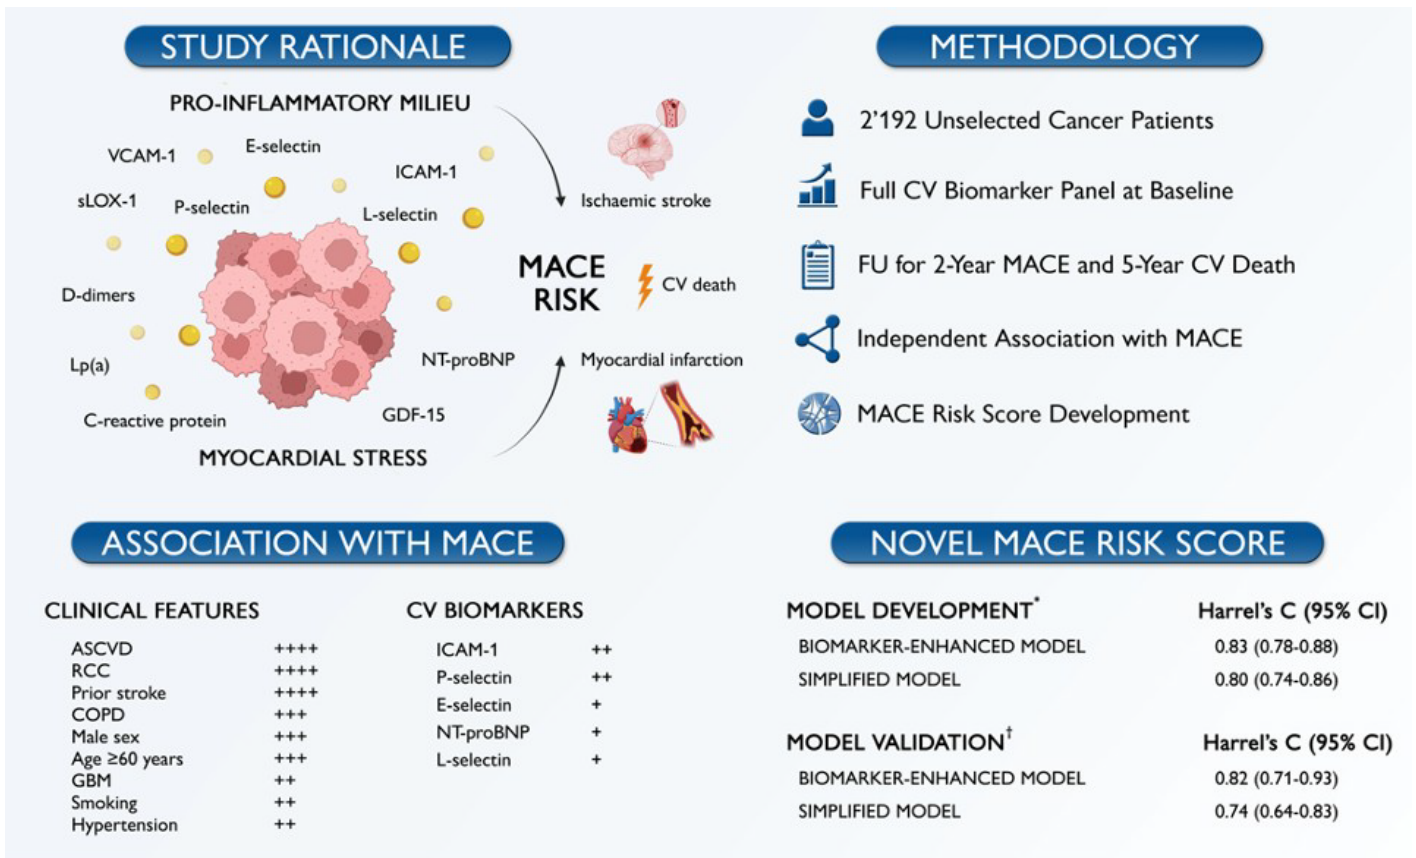 STUDY RATIONALE
PRO-INFLAMMATORY MILIEU
VCAM-1
E-selectin
ICAM-1
sLOX-1
P-selectin
L-selectin
D-dimers
Lp(a)
NT-proBNP
C-reactive protein
GDF-15
MYOCARDIAL STRESS
Ischaemic stroke
MACE
RISK
CV death
Myocardial infarction
METHODOLOGY
2'192 Unselected Cancer Patients
Full CV Biomarker Panel at Baseline
FU for 2-Year MACE and 5-Year CV Death
Independent Association with MACE
MACE Risk Score Development
ASSOCIATION WITH MACE
CLINICAL FEATURES
ASCVD ++++
RCC ++++
Prior stroke ++++
COPD +++
Male sex +++
Age ≥60 years +++
GBM ++
Smoking ++
Hypertension ++
CV BIOMARKERS
ICAM-1 ++
P-selectin ++
E-selectin +
NT-proBNP +
L-selectin +
NOVEL MACE RISK SCORE
MODEL DEVELOPMENT* Harrel's C (95% CI)
BIOMARKER-ENHANCED MODEL 0.83 (0.78-0.88)
SIMPLIFIED MODEL 0.80 (0.74-0.86)
MODEL VALIDATION† Harrel's C (95% CI)
BIOMARKER-ENHANCED MODEL 0.82 (0.71-0.93)
SIMPLIFIED MODEL 0.74 (0.64-0.83)